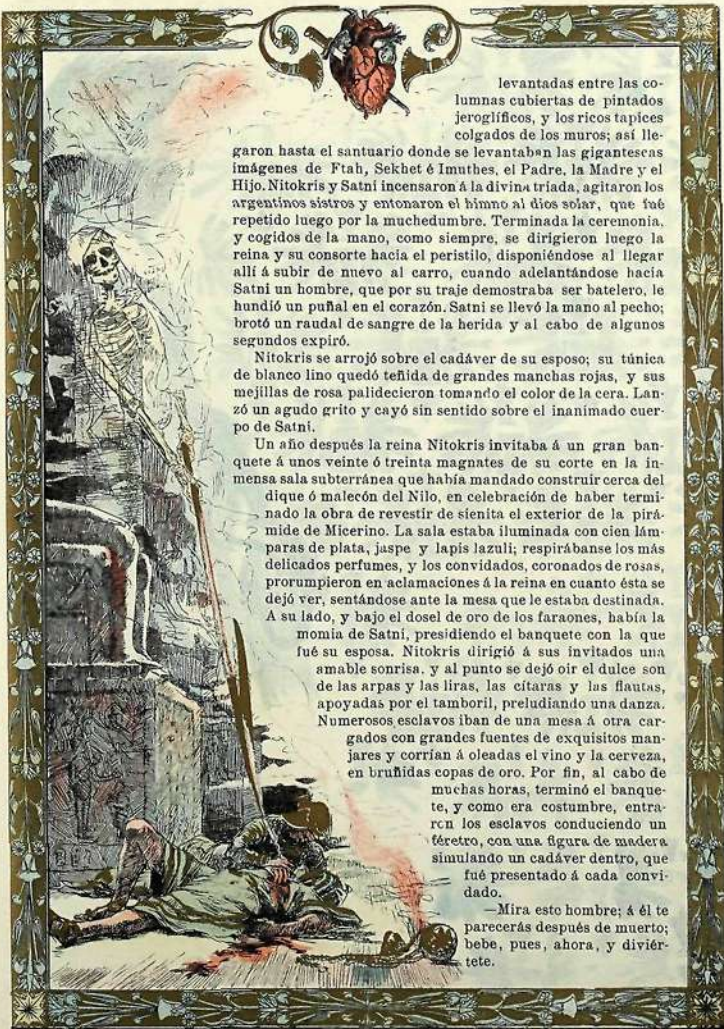 levantadas entre las co-
lumnas cubiertas de pintados
jeroglíficos, y los ricos tapices
colgados de los muros; así lle-
garon hasta el santuario donde se levantaban las gigantescas
imágenes de Ftah, Sekhet é Imuthes, el Padre, la Madre y el
Hijo. Nitokris y Satni incensaron á la divina triada, agitaron los
argentinos sistros y entonaron el himno al dios solar, que fué
repetido luego por la muchedumbre. Terminada la ceremonia,
y cogidos de la mano, como siempre, se dirigieron luego la
reina y su consorte hacia el peristilo, disponiéndose al llegar
allí á subir de nuevo al carro, cuando adelantándose hacia
Satni un hombre, que por su traje demostraba ser batelero, le
hundió un puñal en el corazón. Satni se llevó la mano al pecho;
brotó un raudal de sangre de la herida y al cabo de algunos
segundos expiró.
Nitokris se arrojó sobre el cadáver de su esposo; su túnica
de blanco lino quedó teñida de grandes manchas rojas, y sus
mejillas de rosa palidecieron tomando el color de la cera. Lan-
zó un agudo grito y cayó sin sentido sobre el inanimado cuer-
po de Satni.
Un año después la reina Nitokris invitaba á un gran ban-
quete á unos veinte ó treinta magnates de su corte en la in-
mensa sala subterránea que había mandado construir cerca del
dique ó malecón del Nilo, en celebración de haber termi-
nado la obra de revestir de sienita el exterior de la pirá-
mide de Micerino. La sala estaba iluminada con cien lám-
paras de plata, jaspe y lapis lazuli; respirábanse los más
delicados perfumes, y los convidados, coronados de rosas,
prorumpieron en aclamaciones á la reina en cuanto ésta se
dejó ver, sentándose ante la mesa que le estaba destinada.
A su lado, y bajo el dosel de oro de los faraones, había la
momia de Satni, presidiendo el banquete con la que
fué su esposa. Nitokris dirigió á sus invitados una
amable sonrisa, y al punto se dejó oir el dulce son
de las arpas y las liras, las cítaras y las flautas,
apoyadas por el tamboril, preludiando una danza.
Numerosos esclavos iban de una mesa á otra car-
gados con grandes fuentes de exquisitos man-
jares y corrían á oleadas el vino y la cerveza,
en bruñidas copas de oro. Por fin, al cabo de
muchas horas, terminó el banque-
te, y como era costumbre, entra-
ron los esclavos conduciendo un
féretro, con una figura de madera
simulando un cadáver dentro, que
fué presentado á cada convi-
dado.
—Mira este hombre; á él te
parecerás después de muerto;
bebe, pues, ahora, y diviér-
tete.